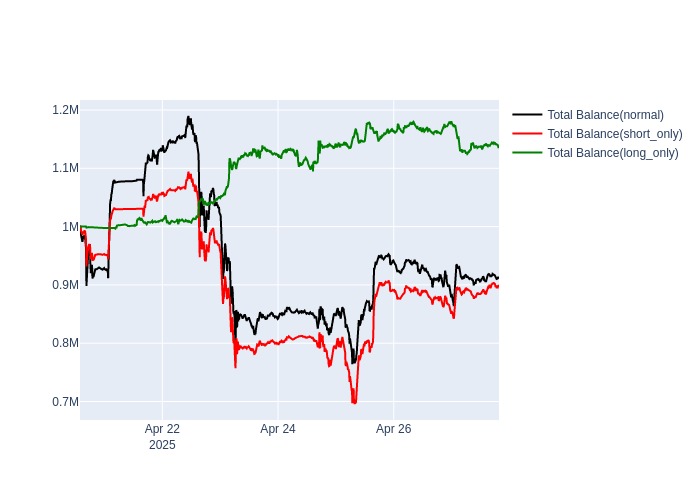 1.2M
1.1M
1M
0.9M
0.8M
0.7M
Apr 22
2025
Apr 24
Apr 26
Total Balance(normal)
Total Balance(short_only)
Total Balance(long_only)